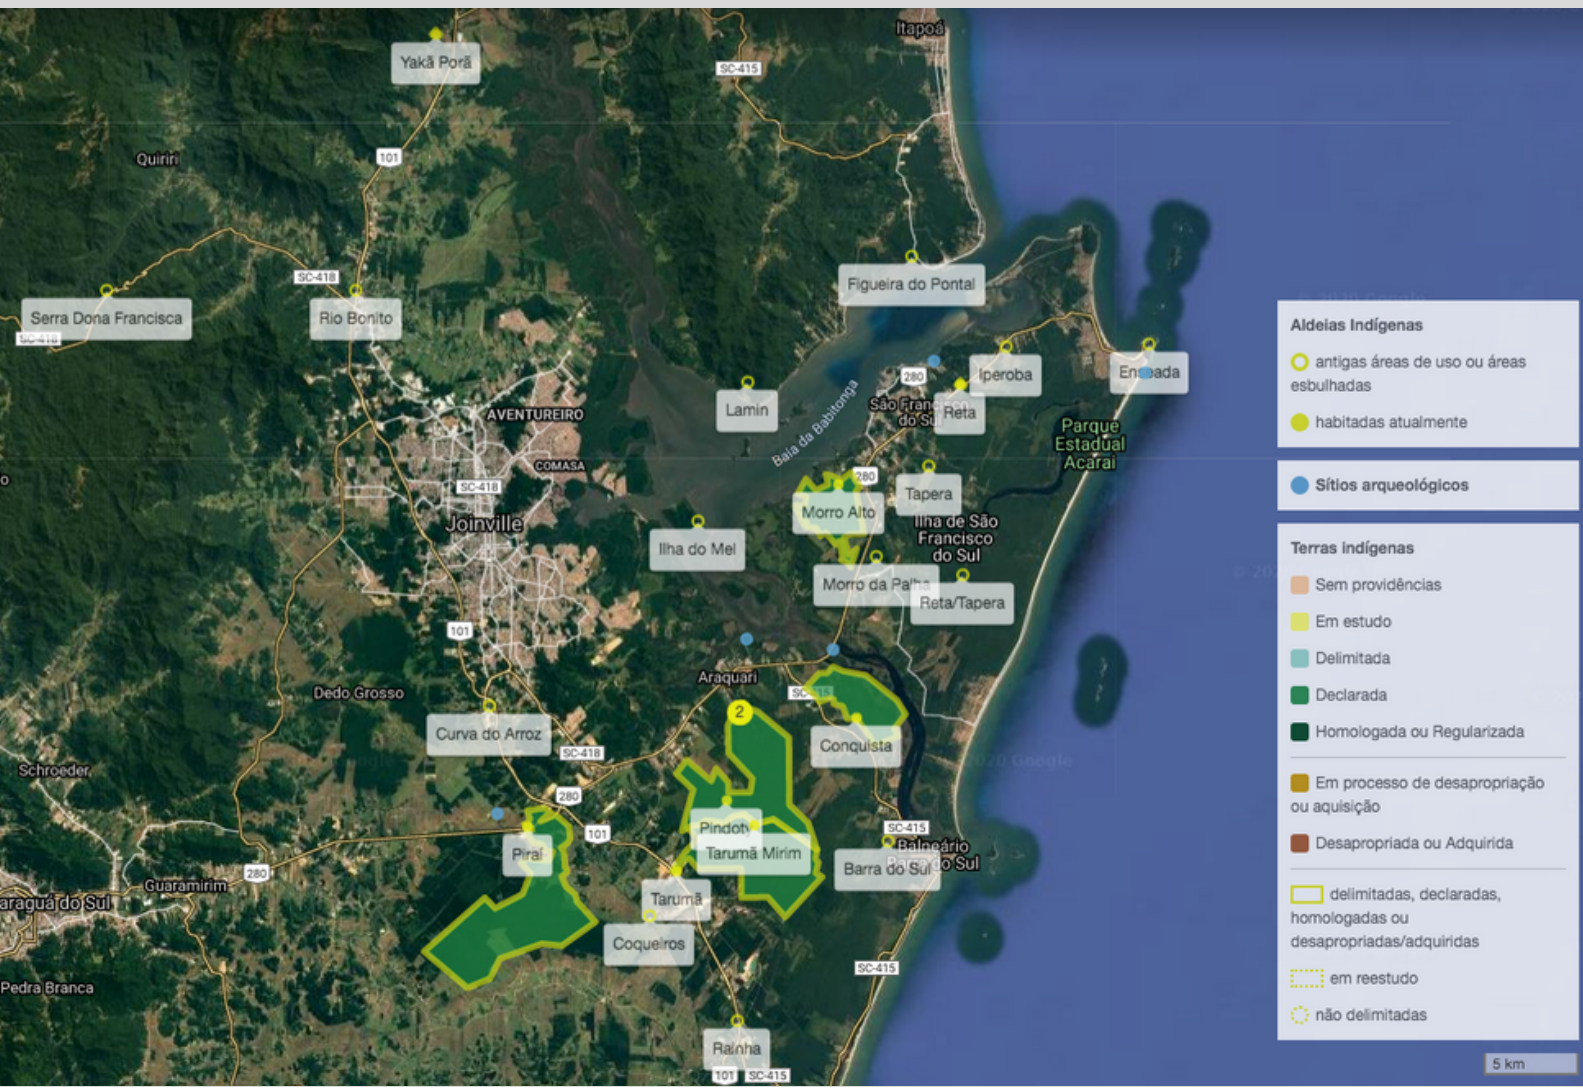 Itapoá
Yakã Porã
SC-415
101
Quiriri
SC-418
Serra Dona Francisca
Rio Bonito
SC-418
Figueira do Pontal
280
Iperoba
Enseada
Lamin
Baía da Babitonga
São Francisco
do Sul
Reta
AVENTUREIRO
Parque
Estadual
Acarai
COMASA
280
SC-418
Tapera
Morro Alto
Joinville
Ilha de São
Francisco
do Sul
Ilha do Mel
Morro da Palha
Reta/Tapera
101
Araquari
Dedo Grosso
SC-415
2
Curva do Arroz
Conquista
SC-418
Schroeder
280
101
Pindoty
Piraí
Tarumã Mirim
SC-415
Balneário
Barra do Sul
Barra do Sul
280
Guaramirim
araguá do Sul
Tarumã
Coqueiros
SC-415
Pedra Branca
Rainha
101
SC-415
Aldeias Indígenas
antigas áreas de uso ou áreas
esbulhadas
habitadas atualmente
Sítios arqueológicos
Terras indígenas
Sem providências
Em estudo
Delimitada
Declarada
Homologada ou Regularizada
Em processo de desapropriação
ou aquisição
Desapropriada ou Adquirida
delimitadas, declaradas,
homologadas ou
desapropriadas/adquiridas
em reestudo
não delimitadas
5 km